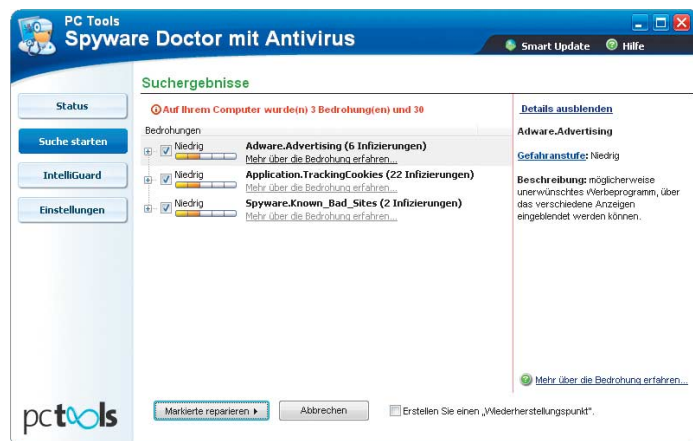 PC Tools
Spyware Doctor mit Antivirus
Smart Update
Hilfe
Suchergebnisse
Status
Suche starten
IntelliGuard
Einstellungen
Auf Ihrem Computer wurde(n) 3 Bedrohung(en) und 30
Bedrohungen
Niedrig Adware.Advertising (6 Infizierungen)
Mehr über die Bedrohung erfahren...
Niedrig Application.TrackingCookies (22 Infizierungen)
Mehr über die Bedrohung erfahren...
Niedrig Spyware.Known_Bad_Sites (2 Infizierungen)
Mehr über die Bedrohung erfahren...
Details ausblenden
Adware.Advertising
Gefahranstufe: Niedrig
Beschreibung: möglicherweise
unerwünschtes Werbeprogramm, über
das verschiedene Anzeigen
eingeblendet werden können.
Mehr über die Bedrohung erfahren...
pctools
Markierte reparieren
Abbrechen
Erstellen Sie einen „Wiederherstellungspunkt".